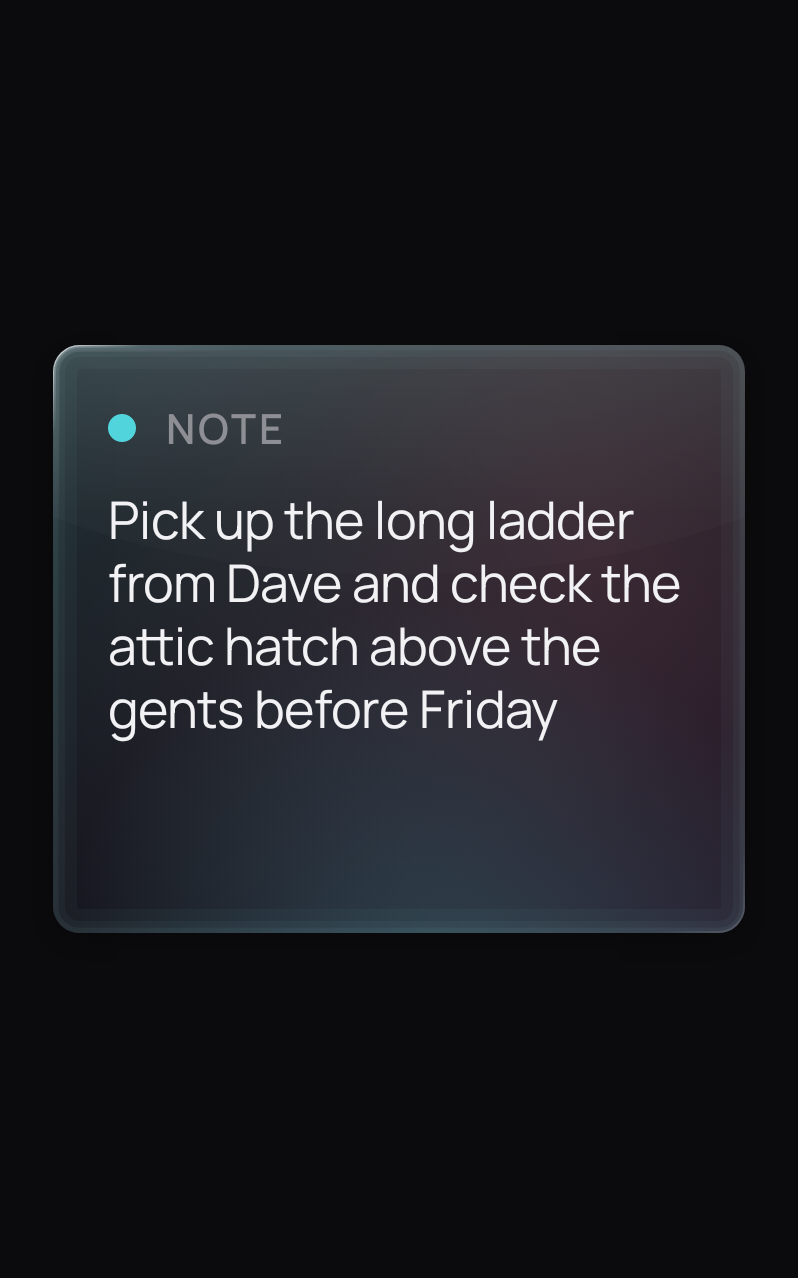 NOTE
Pick up the long ladder
from Dave and check the
attic hatch above the
gents before Friday